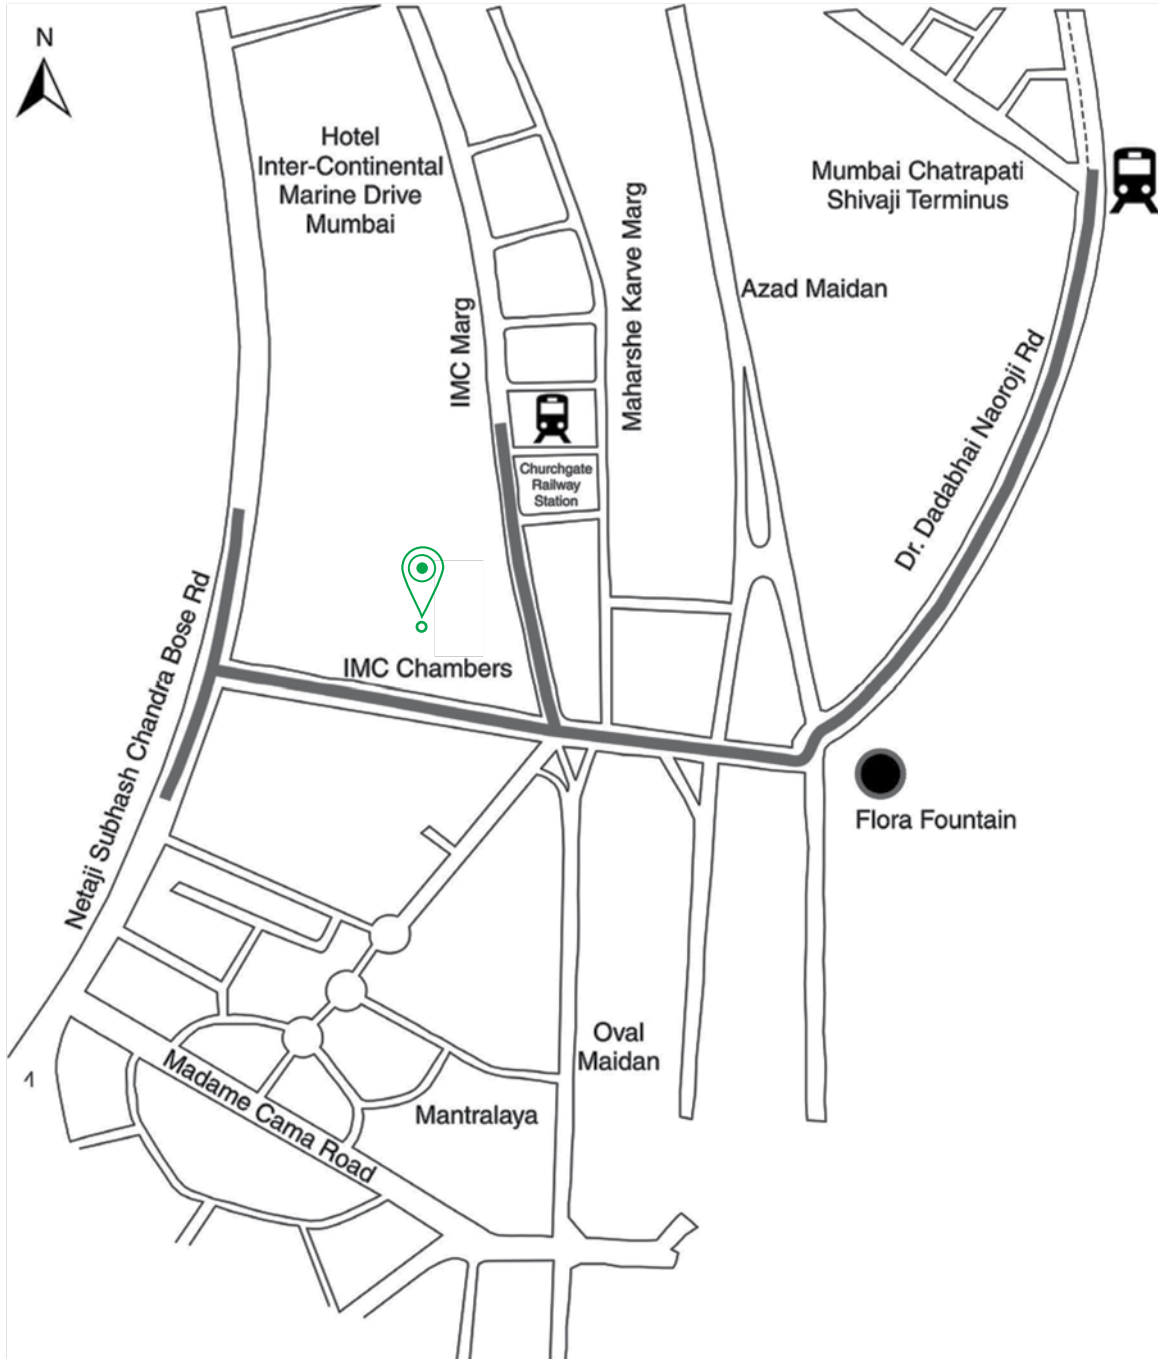 N
Hotel
Inter-Continental
Marine Drive
Mumbai
Mumbai Chatrapati
Shivaji Terminus
Maharshe Karve Marg
Azad Maidan
IMC Marg
Dr. Dadabhai Naoroji Rd
Churchgate
Railway
Station
Netaji Subhash Chandra Bose Rd
IMC Chambers
Flora Fountain
Oval
Maidan
Madame Cama Road
Mantralaya